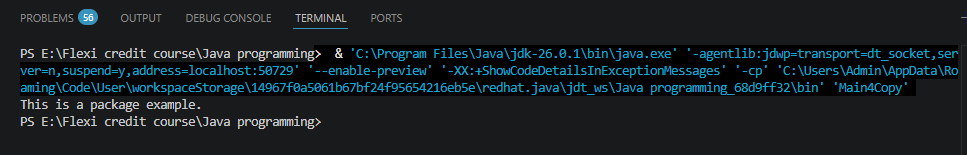 PROBLEMS 56 OUTPUT DEBUG CONSOLE TERMINAL PORTS
PS E:\Flexi credit course\Java programming>  & 'C:\Program Files\Java\jdk-26.0.1\bin\java.exe' '-agentlib:jdwp=transport=dt_socket,ser
ver=n,suspend=y,address=localhost:50729' '--enable-preview' '-XX:+ShowCodeDetailsInExceptionMessages' '-cp' 'C:\Users\Admin\AppData\Ro
aming\Code\User\workspaceStorage\14967f0a5061b67bf24f95654216eb5e\redhat.java\jdt_ws\Java programming_68d9ff32\bin' 'Main4Copy'
This is a package example.
PS E:\Flexi credit course\Java programming>